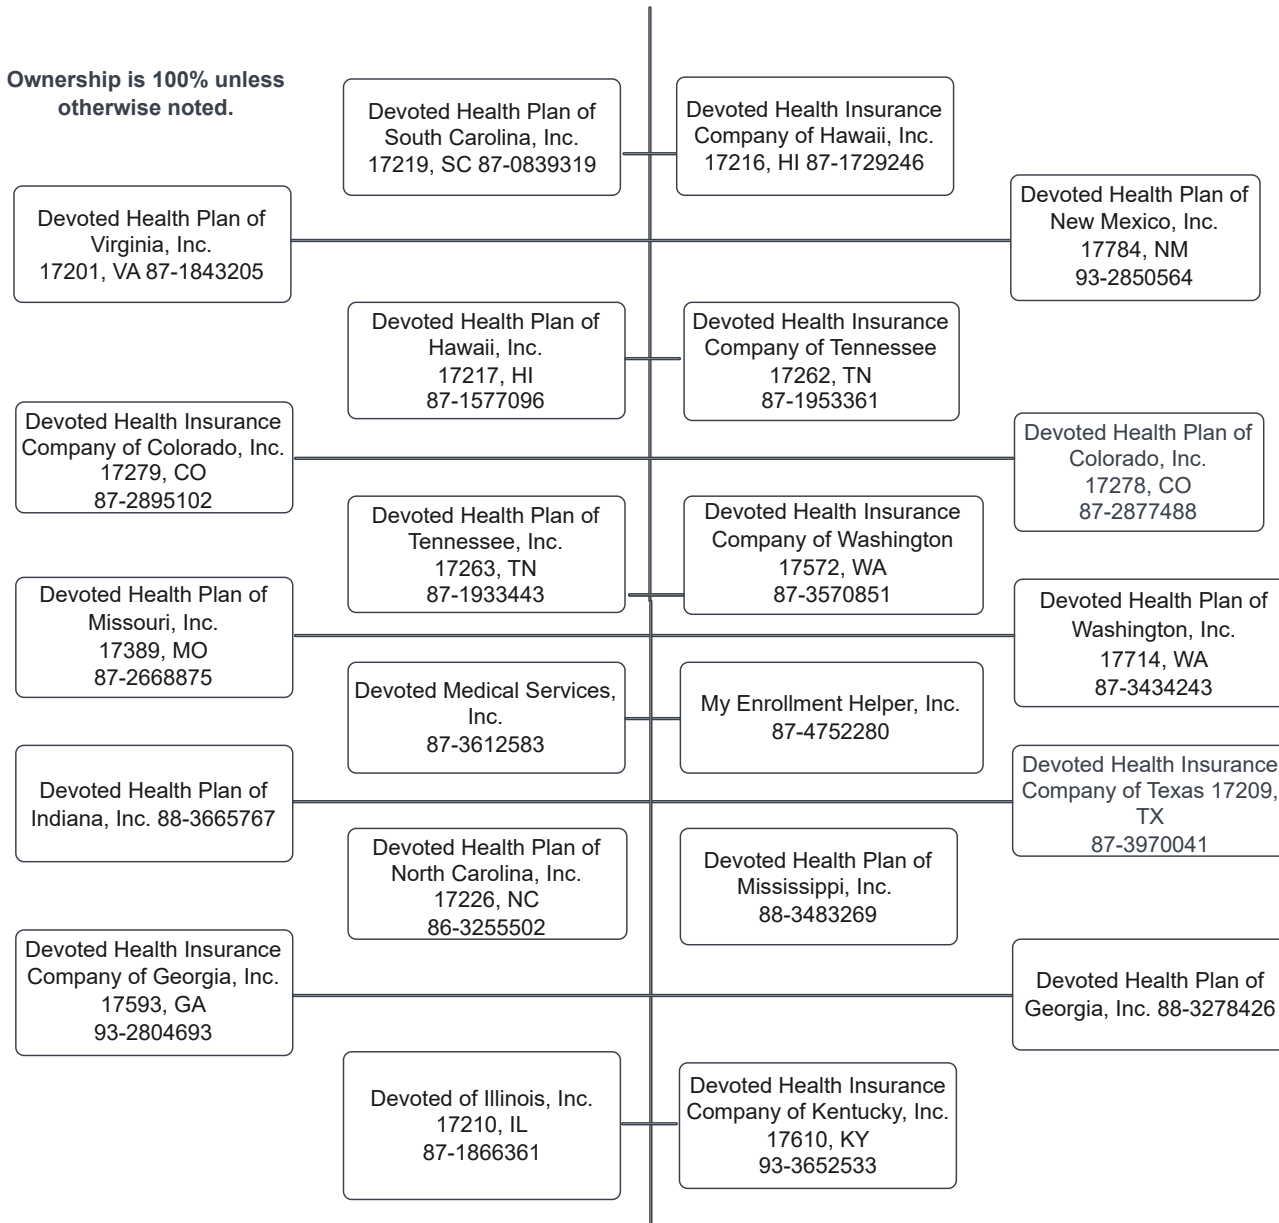 Ownership is 100% unless
otherwise noted.
Devoted Health Plan of
South Carolina, Inc.
17219, SC 87-0839319
Devoted Health Insurance
Company of Hawaii, Inc.
17216, HI 87-1729246
Devoted Health Plan of
Virginia, Inc.
17201, VA 87-1843205
Devoted Health Plan of
New Mexico, Inc.
17784, NM
93-2850564
Devoted Health Plan of
Hawaii, Inc.
17217, HI
87-1577096
Devoted Health Insurance
Company of Tennessee
17262, TN
87-1953361
Devoted Health Insurance
Company of Colorado, Inc.
17279, CO
87-2895102
Devoted Health Plan of
Colorado, Inc.
17278, CO
87-2877488
Devoted Health Plan of
Tennessee, Inc.
17263, TN
87-1933443
Devoted Health Insurance
Company of Washington
17572, WA
87-3570851
Devoted Health Plan of
Missouri, Inc.
17389, MO
87-2668875
Devoted Health Plan of
Washington, Inc.
17714, WA
87-3434243
Devoted Medical Services,
Inc.
87-3612583
My Enrollment Helper, Inc.
87-4752280
Devoted Health Plan of
Indiana, Inc. 88-3665767
Devoted Health Insurance
Company of Texas 17209,
TX
87-3970041
Devoted Health Plan of
North Carolina, Inc.
17226, NC
86-3255502
Devoted Health Plan of
Mississippi, Inc.
88-3483269
Devoted Health Insurance
Company of Georgia, Inc.
17593, GA
93-2804693
Devoted Health Plan of
Georgia, Inc. 88-3278426
Devoted of Illinois, Inc.
17210, IL
87-1866361
Devoted Health Insurance
Company of Kentucky, Inc.
17610, KY
93-3652533